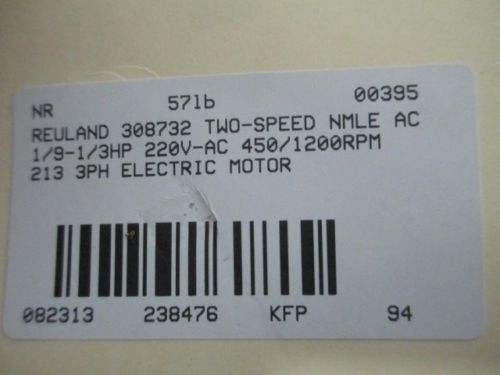 NR 57lb 00395
REULAND 308732 TWO-SPEED NMLE AC
1/9-1/3HP 220V-AC 450/1200RPM
213 3PH ELECTRIC MOTOR
082313 238476 KFP 94